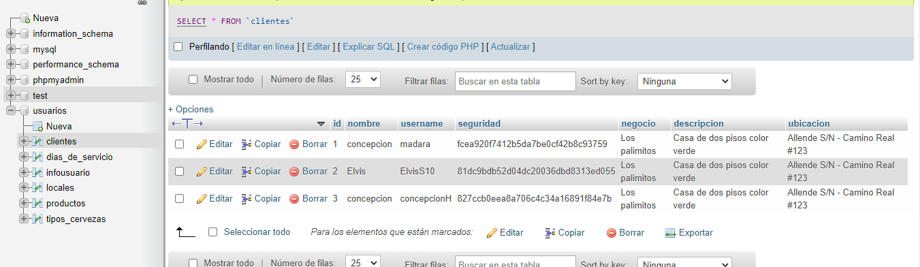 Nueva
information_schema
mysql
performance_schema
phpmyadmin
test
usuarios
Nueva
clientes
dias_de_servicio
infousuario
locales
productos
tipos_cervezas
SELECT * FROM `clientes`
Perfilando [ Editar en línea ] [ Editar ] [ Explicar SQL ] [ Crear código PHP ] [ Actualizar ]
Mostrar todo | Número de filas: 25 Filtrar filas: Buscar en esta tabla Sort by key: Ninguna
+ Opciones
id nombre username seguridad negocio descripcion ubicacion
Editar Copiar Borrar 1 concepcion madara fcea920f7412b5da7be0cf42b8c93759 Los palimitos Casa de dos pisos color verde Allende S/N - Camino Real #123
Editar Copiar Borrar 2 Elvis ElvisS10 81dc9bdb52d04dc20036dbd8313ed055 Los palimitos Casa de dos pisos color verde Allende S/N - Camino Real #123
Editar Copiar Borrar 3 concepcion concepcionH 827ccb0eea8a706c4c34a16891f84e7b Los palimitos Casa de dos pisos color verde Allende S/N - Camino Real #123
Seleccionar todo Para los elementos que están marcados: Editar Copiar Borrar Exportar
Mostrar todo | Número de filas: 25 Filtrar filas: Buscar en esta tabla Sort by key: Ninguna